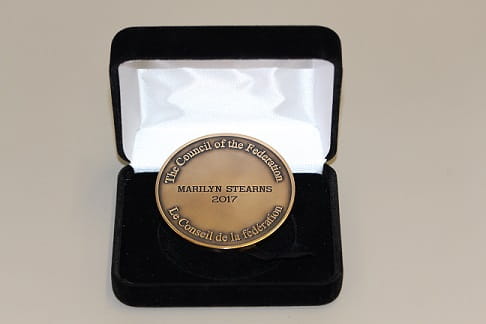 The Council of the Federation
MARILYN STEARNS
2017
Le Conseil de la fédération